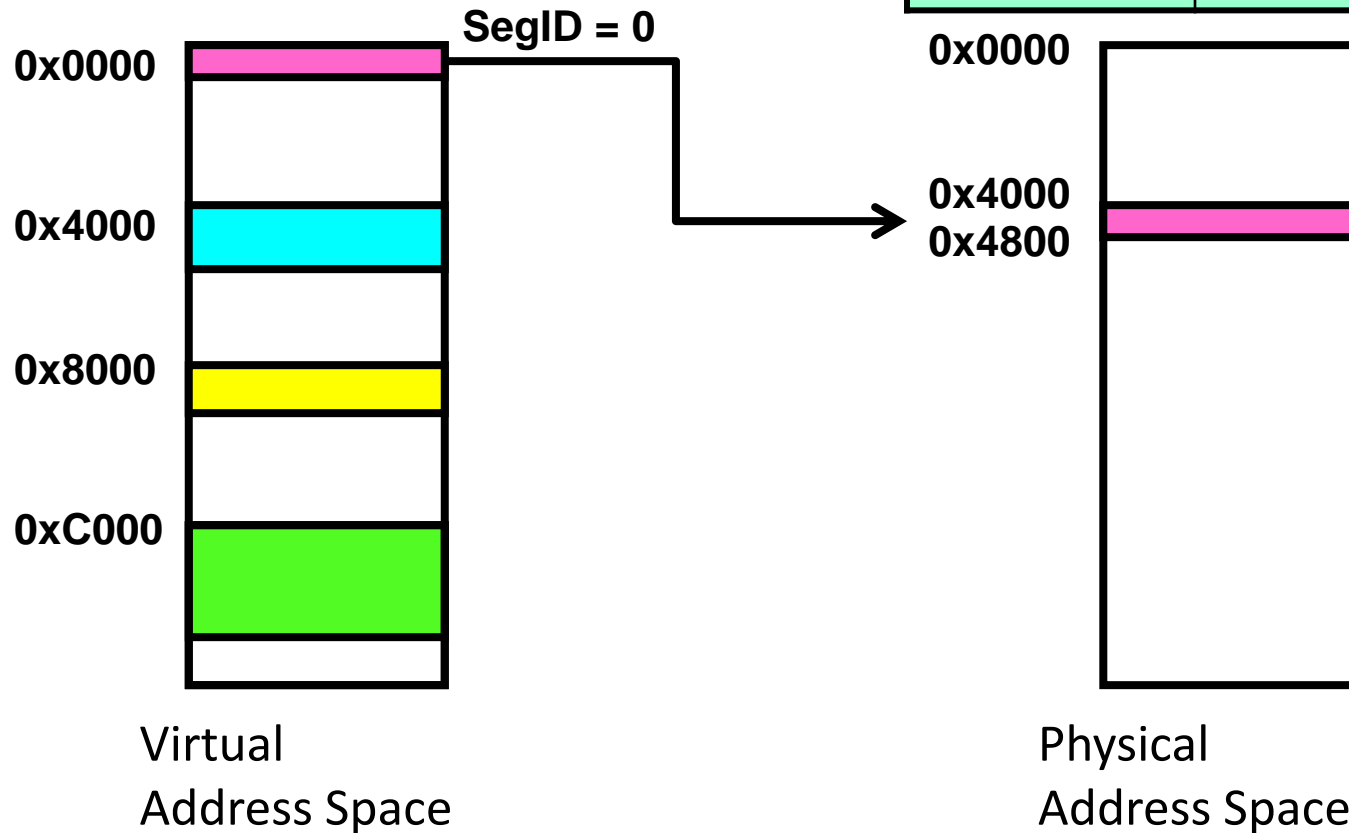 SegID = 0
0x0000
0x4000
0x8000
0xC000
Virtual
Address Space
0x0000
0x4000
0x4800
Physical
Address Space